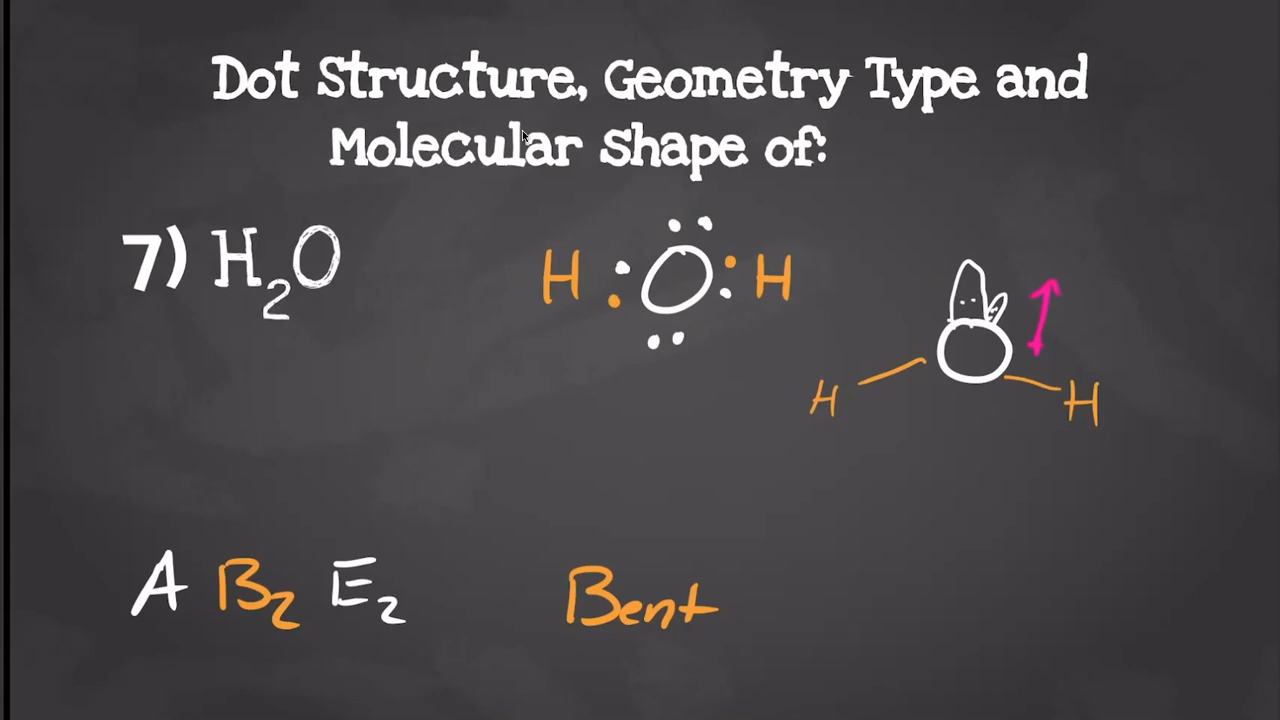 Dot Structure, Geometry Type and
Molecular Shape of:
7) H₂O
H : O : H
H H
A B₂ E₂
Bent